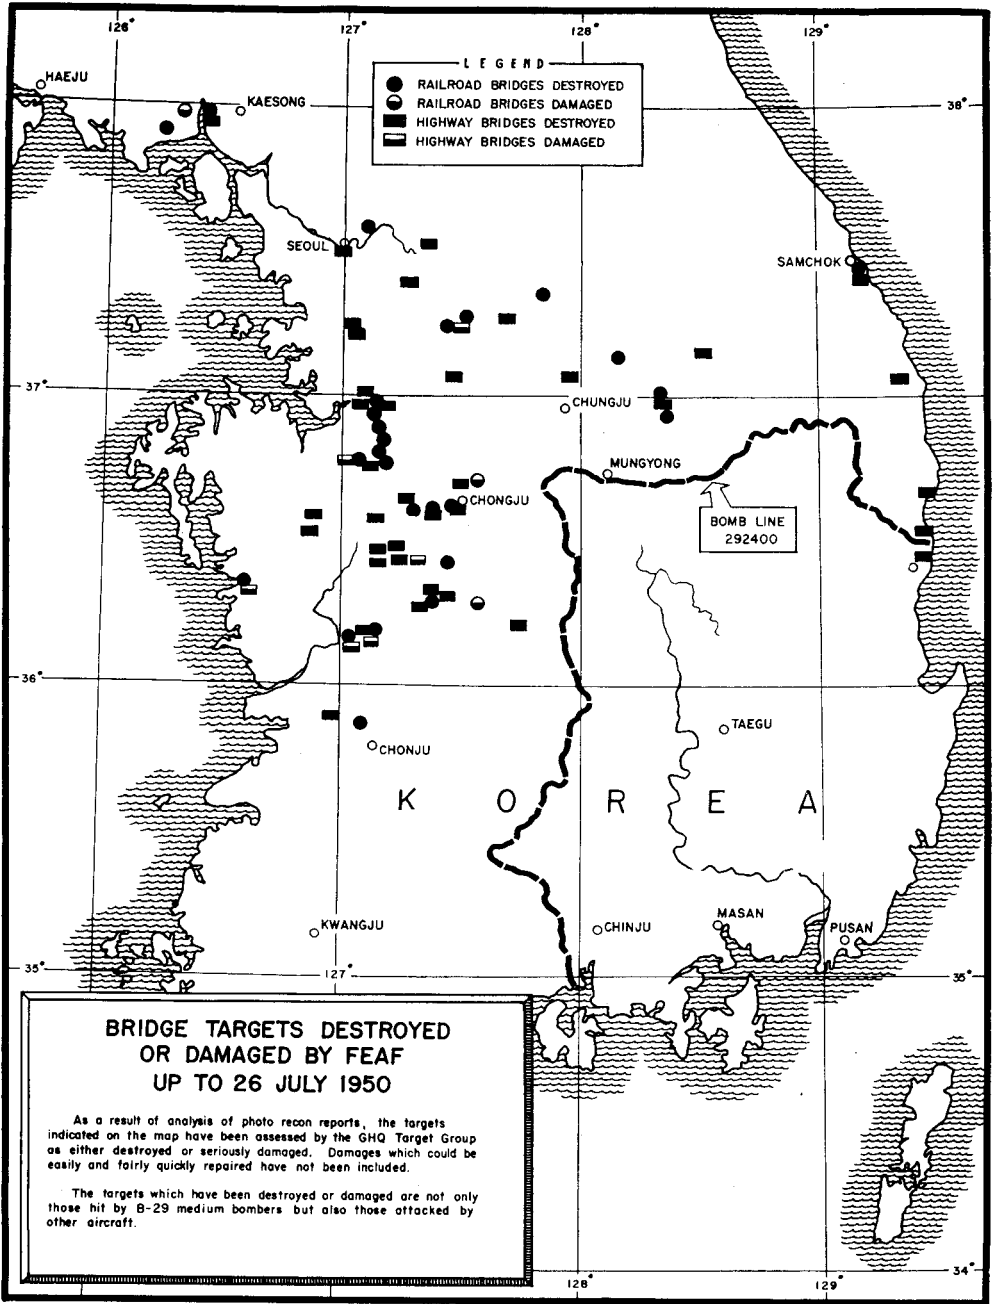 126°
127°
128°
129°
LEGEND
RAILROAD BRIDGES DESTROYED
RAILROAD BRIDGES DAMAGED
HIGHWAY BRIDGES DESTROYED
HIGHWAY BRIDGES DAMAGED
HAEJU
KAESONG
38°
SEOUL
SAMCHOK
37°
CHUNGJU
MUNGYONG
CHONGJU
BOMB LINE
292400
36°
TAEGU
CHONJU
K O R E A
KWANGJU
CHINJU
MASAN
PUSAN
35°
127°
35°
BRIDGE TARGETS DESTROYED
OR DAMAGED BY FEAF
UP TO 26 JULY 1950
As a result of analysis of photo recon reports, the targets
indicated on the map have been assessed by the GHQ Target Group
as either destroyed or seriously damaged. Damages which could be
easily and fairly quickly repaired have not been included.
The targets which have been destroyed or damaged are not only
those hit by B-29 medium bombers but also those attacked by
other aircraft.
128°
129°
34°